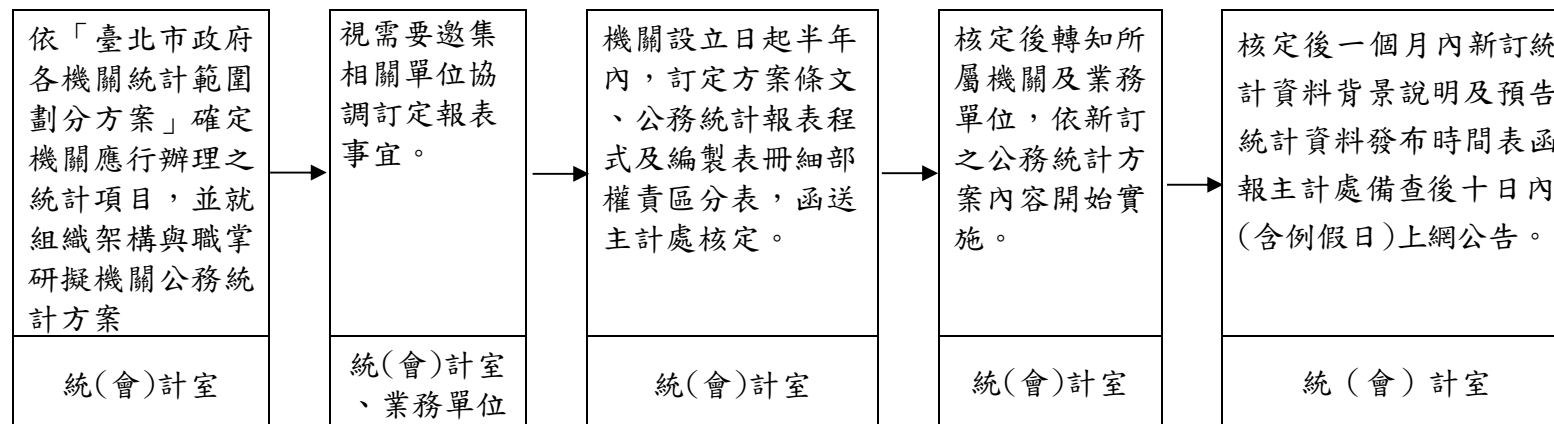 依「臺北市政府
各機關統計範圍
劃分方案」確定
機關應行辦理之
統計項目，並就
組織架構與職掌
研擬機關公務統
計方案
統(會)計室
視需要邀集
相關單位協
調訂定報表
事宜。
統(會)計室
、業務單位
機關設立日起半年
內，訂定方案條文
、公務統計報表程
式及編製表冊細部
權責區分表，函送
主計處核定。
統(會)計室
核定後轉知所
屬機關及業務
單位，依新訂
之公務統計方
案內容開始實
施。
統(會)計室
核定後一個月內新訂統
計資料背景說明及預告
統計資料發布時間表函
報主計處備查後十日內
(含例假日)上網公告。
統（會）計室